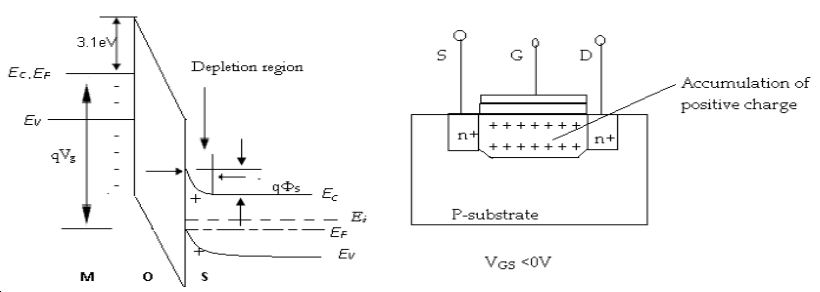 3.1eV
Ec.EF
Ev
qVg
Depletion region
qΦs
Ec
Ei
EF
Ev
M O S
S G D
Accumulation of
positive charge
+ + + + + + +
n+ n+
+ + + + + + +
P-substrate
VGS <0V